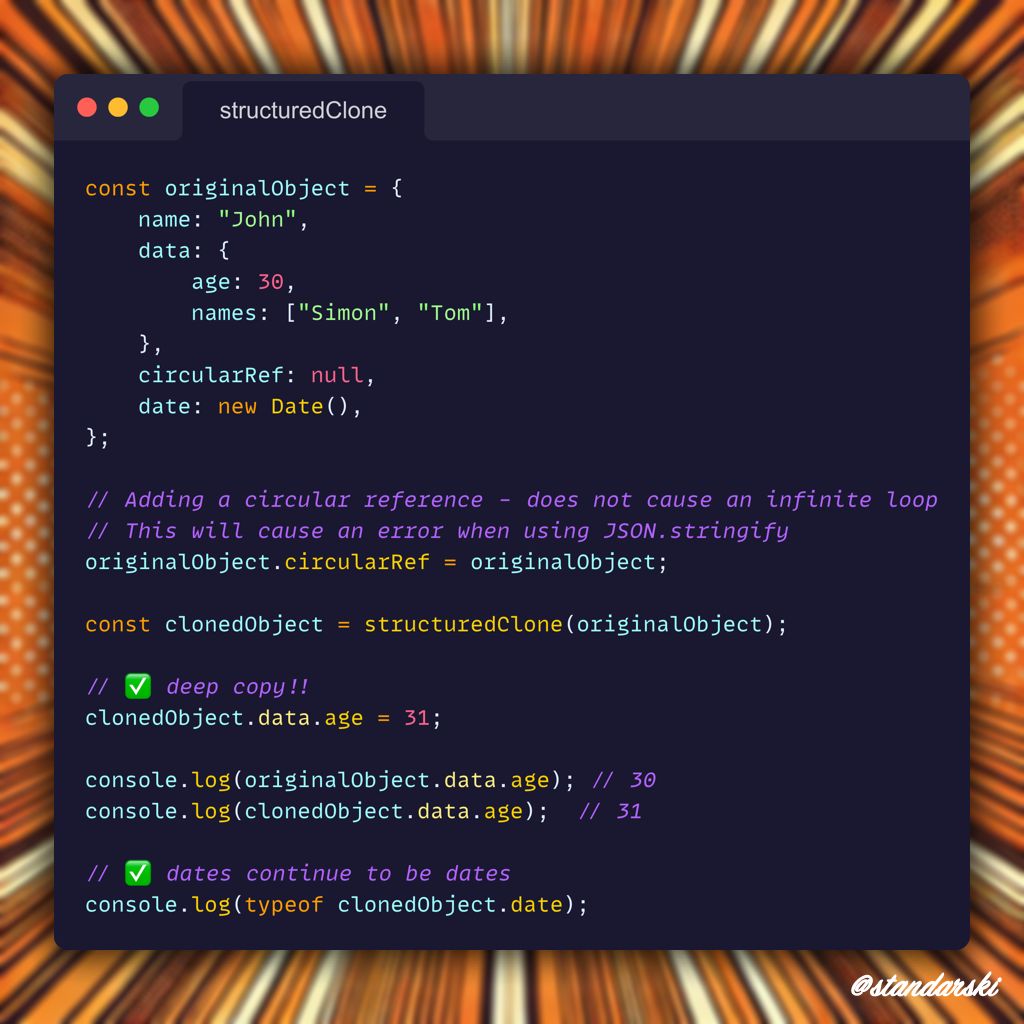 structuredClone
const originalObject = {
    name: "John",
    data: {
        age: 30,
        names: ["Simon", "Tom"],
    },
    circularRef: null,
    date: new Date(),
};
// Adding a circular reference - does not cause an infinite loop
// This will cause an error when using JSON.stringify
originalObject.circularRef = originalObject;
const clonedObject = structuredClone(originalObject);
// ✅ deep copy!!
clonedObject.data.age = 31;
console.log(originalObject.data.age); // 30
console.log(clonedObject.data.age);  // 31
// ✅ dates continue to be dates
console.log(typeof clonedObject.date);
@standarski